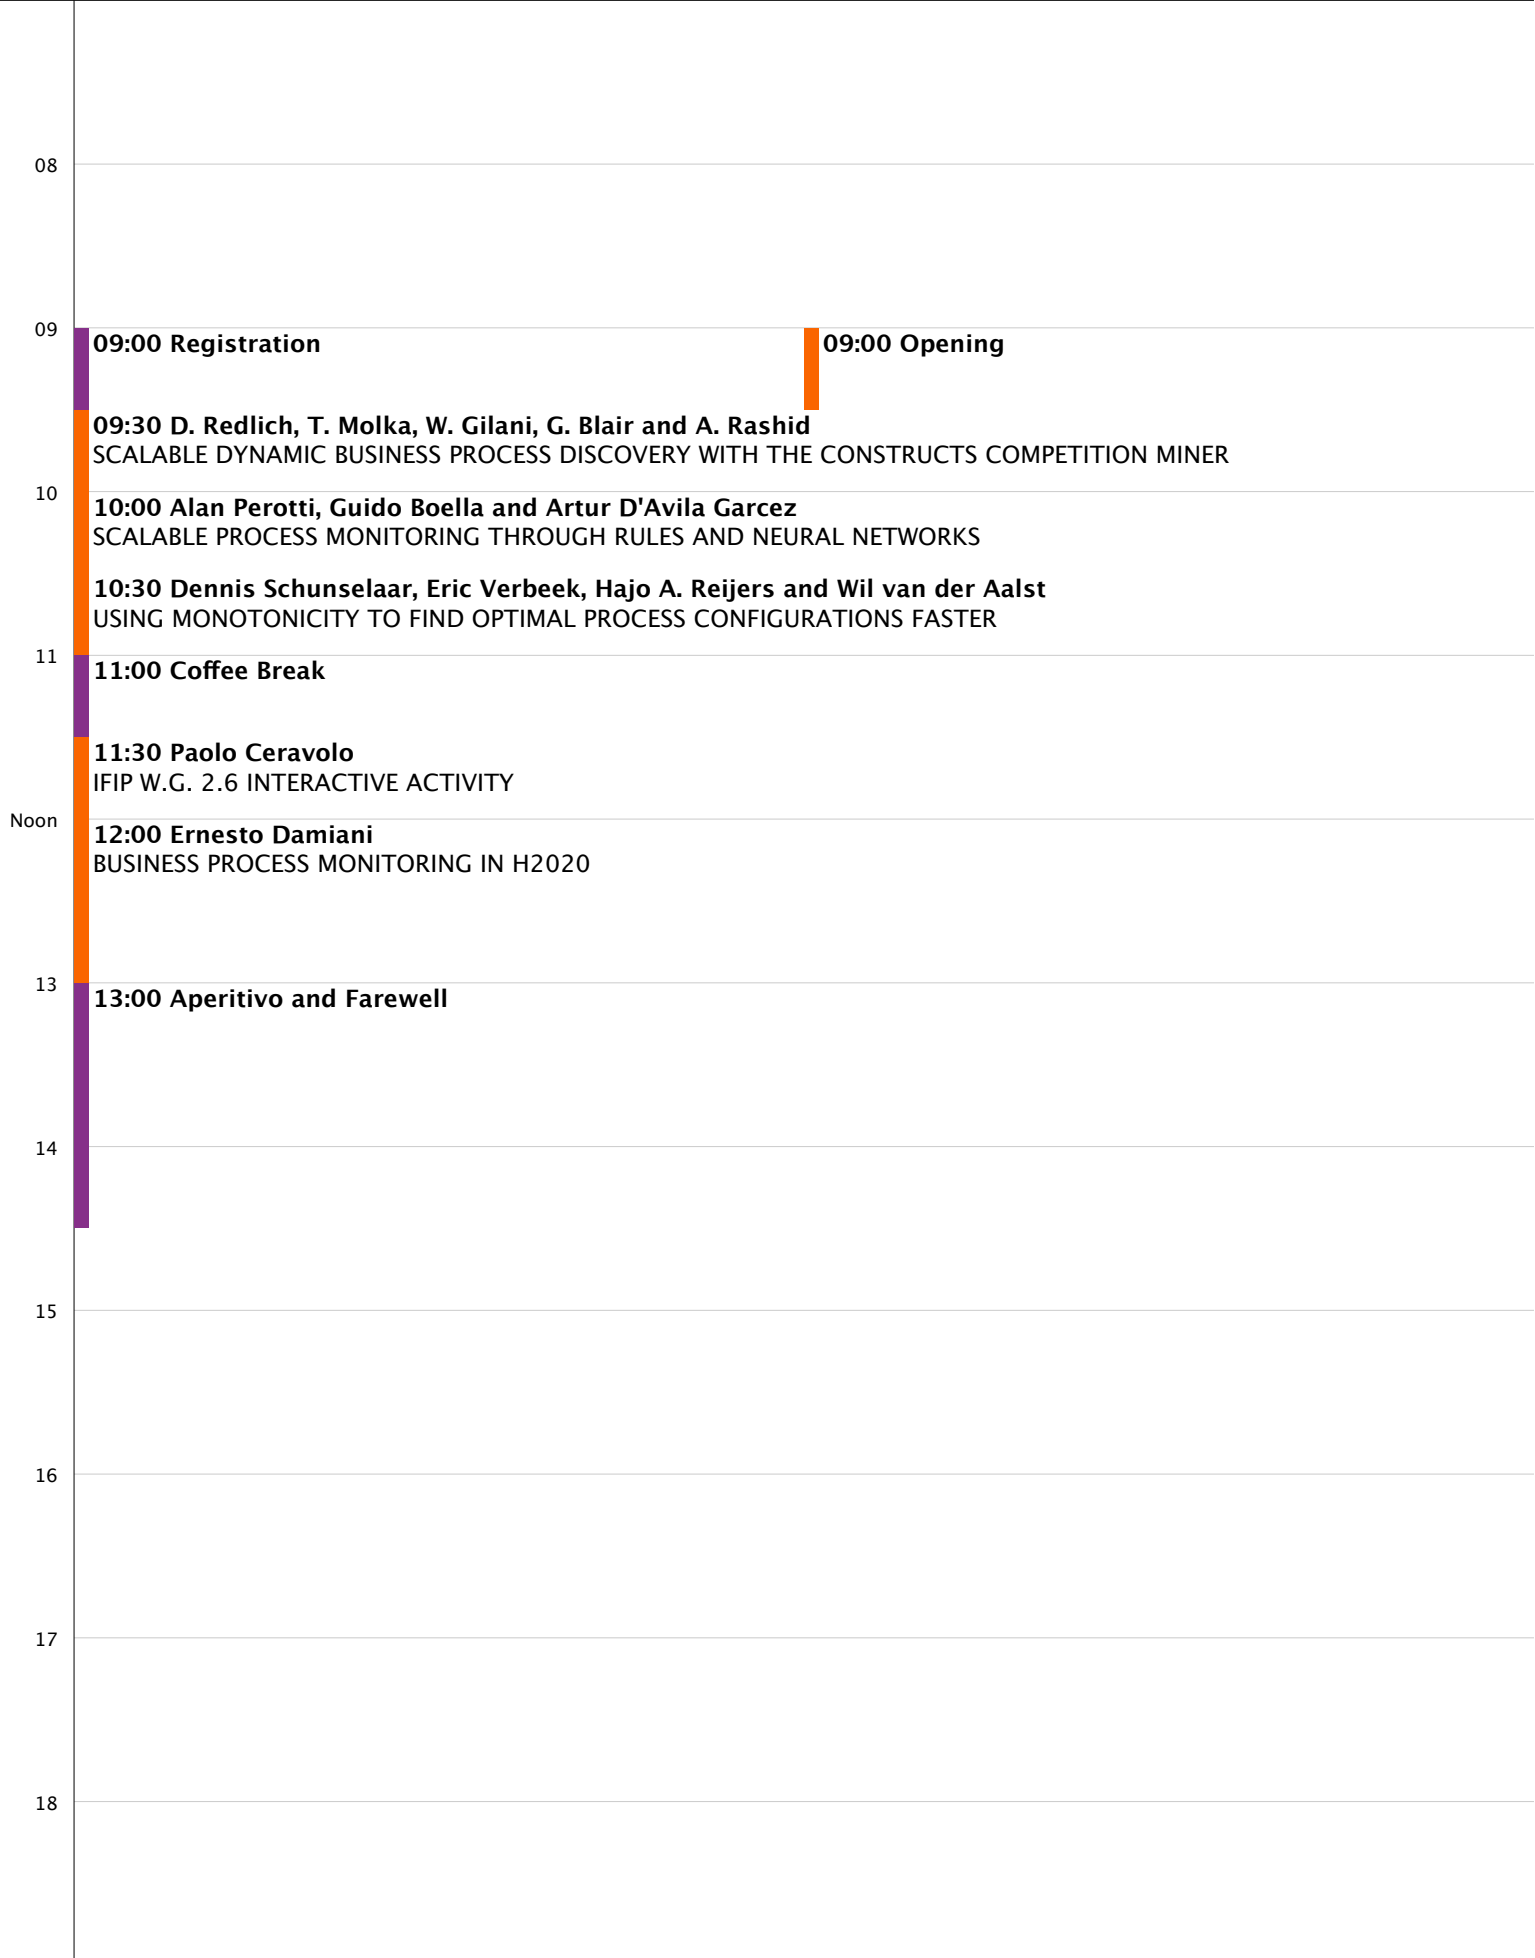 08
09
09:00 Registration
09:00 Opening
09:30 D. Redlich, T. Molka, W. Gilani, G. Blair and A. Rashid
SCALABLE DYNAMIC BUSINESS PROCESS DISCOVERY WITH THE CONSTRUCTS COMPETITION MINER
10
10:00 Alan Perotti, Guido Boella and Artur D'Avila Garcez
SCALABLE PROCESS MONITORING THROUGH RULES AND NEURAL NETWORKS
10:30 Dennis Schunselaar, Eric Verbeek, Hajo A. Reijers and Wil van der Aalst
USING MONOTONICITY TO FIND OPTIMAL PROCESS CONFIGURATIONS FASTER
11
11:00 Coffee Break
11:30 Paolo Ceravolo
IFIP W.G. 2.6 INTERACTIVE ACTIVITY
Noon
12:00 Ernesto Damiani
BUSINESS PROCESS MONITORING IN H2020
13
13:00 Aperitivo and Farewell
14
15
16
17
18